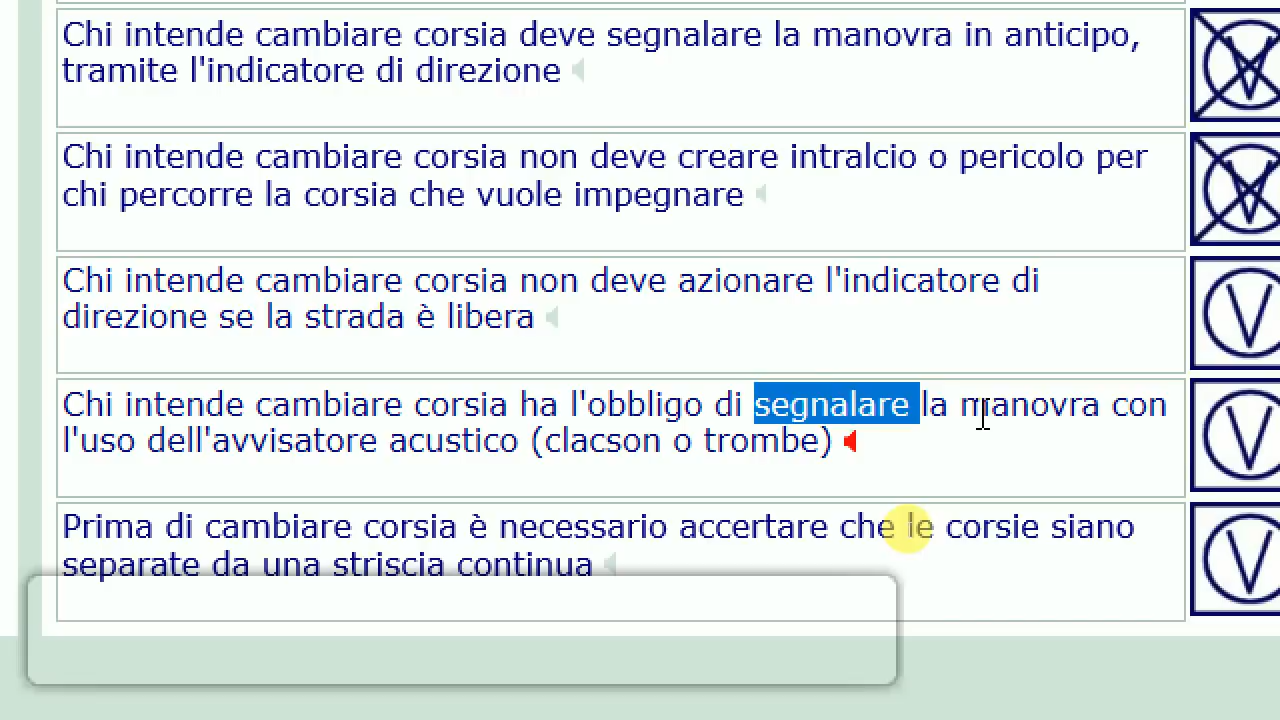 Chi intende cambiare corsia deve segnalare la manovra in anticipo,
tramite l'indicatore di direzione
V
Chi intende cambiare corsia non deve creare intralcio o pericolo per
chi percorre la corsia che vuole impegnare
V
Chi intende cambiare corsia non deve azionare l'indicatore di
direzione se la strada è libera
V
Chi intende cambiare corsia ha l'obbligo di segnalare la manovra con
l'uso dell'avvisatore acustico (clacson o trombe)
V
Prima di cambiare corsia è necessario accertare che le corsie siano
separate da una striscia continua
V